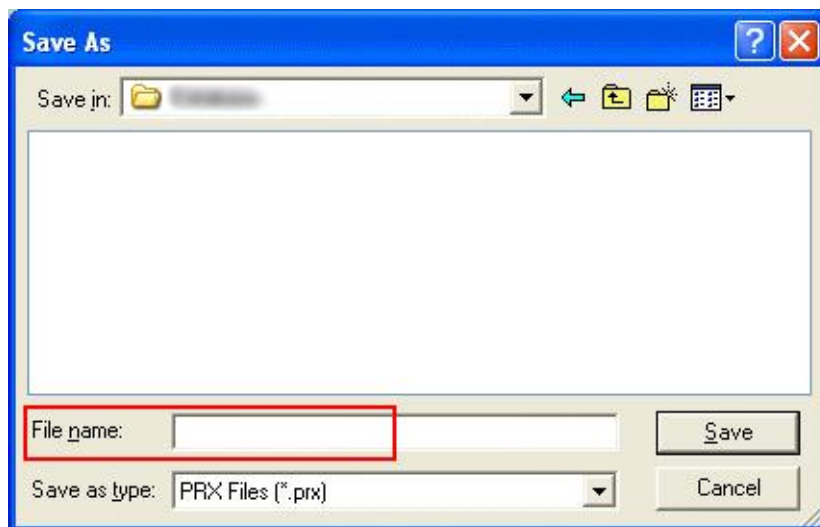 Save As
Save in:
File name:
Save
Save as type: PRX Files (*.prx)
Cancel